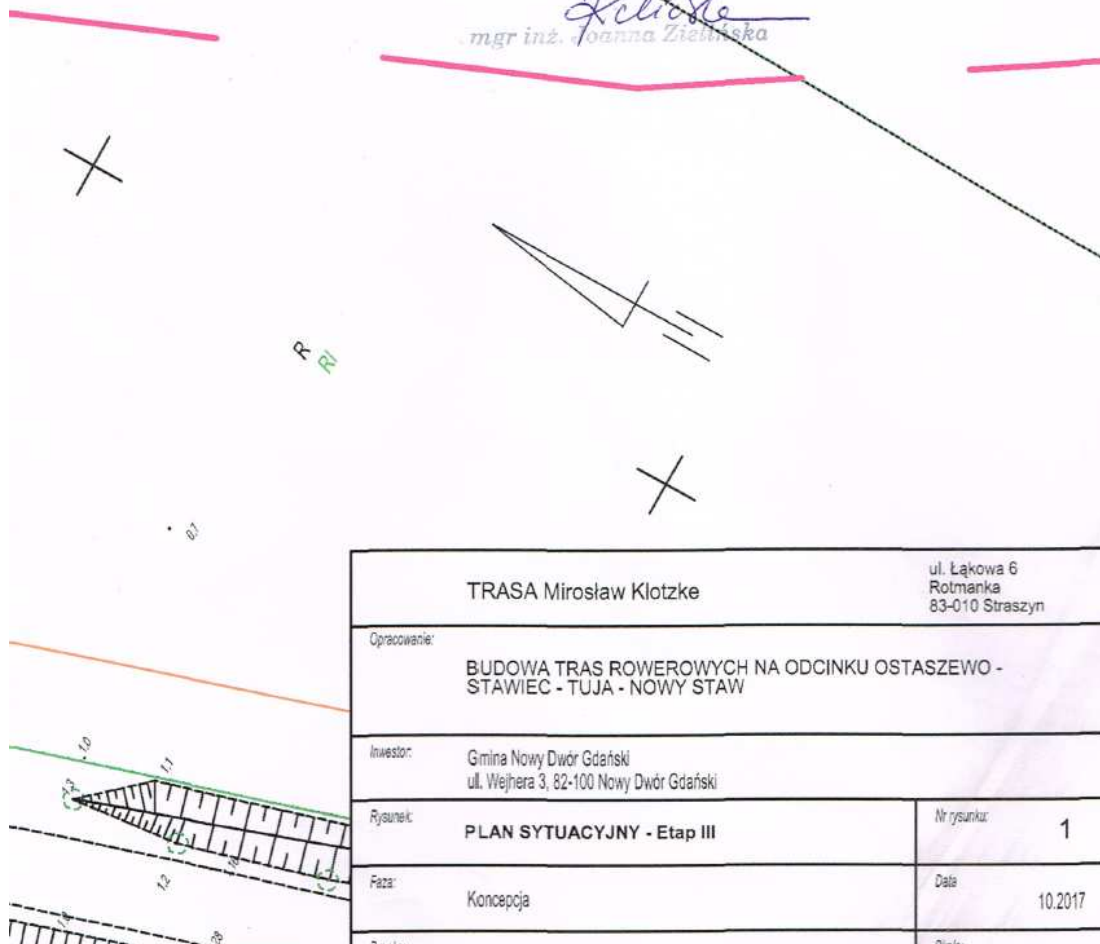 mgr inż. Joanna Zielińska
R
RI
0.7
TRASA Mirosław Klotzke
ul. Łąkowa 6
Rotmanka
83-010 Straszyn
Opracowanie:
BUDOWA TRAS ROWEROWYCH NA ODCINKU OSTASZEWO -
STAWIEC - TUJA - NOWY STAW
Inwestor:
Gmina Nowy Dwór Gdański
ul. Wejhera 3, 82-100 Nowy Dwór Gdański
1.0
1.1
Rysunek:
PLAN SYTUACYJNY - Etap III
Nr rysunku:
1
1.2
Faza:
Koncepcja
Data
10.2017